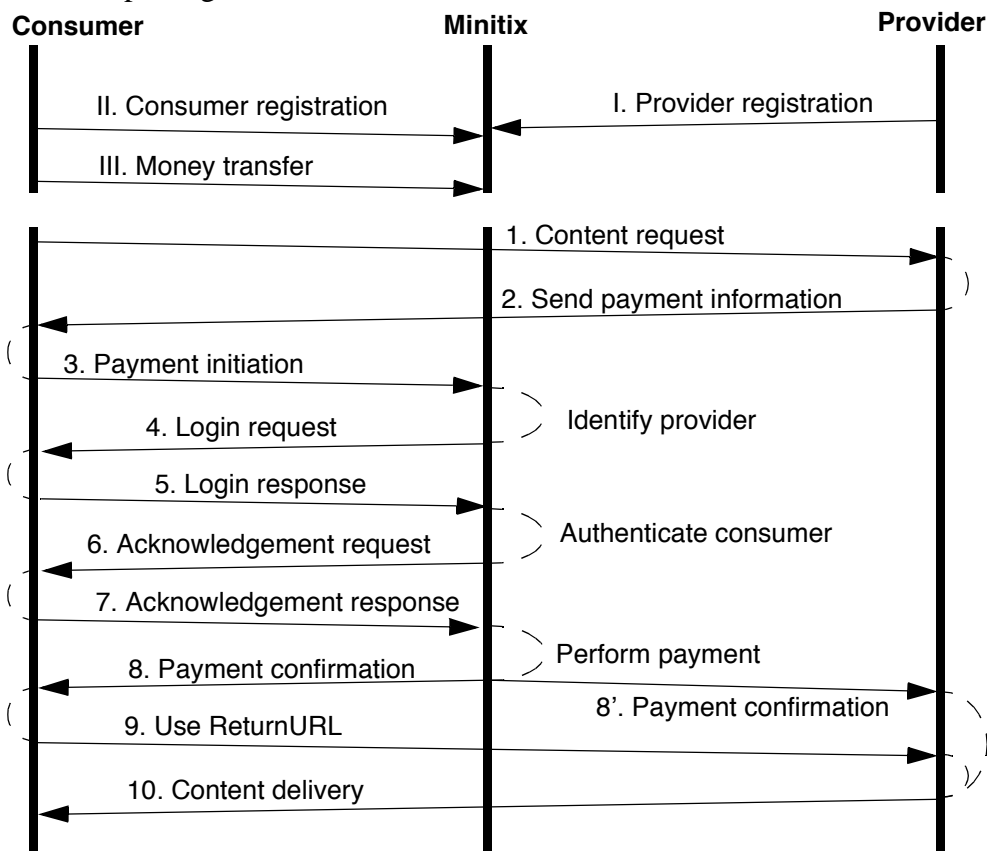 Consumer
Minitix
Provider
II. Consumer registration
I. Provider registration
III. Money transfer
1. Content request
2. Send payment information
3. Payment initiation
Identify provider
4. Login request
5. Login response
Authenticate consumer
6. Acknowledgement request
7. Acknowledgement response
Perform payment
8. Payment confirmation
8'. Payment confirmation
9. Use ReturnURL
10. Content delivery